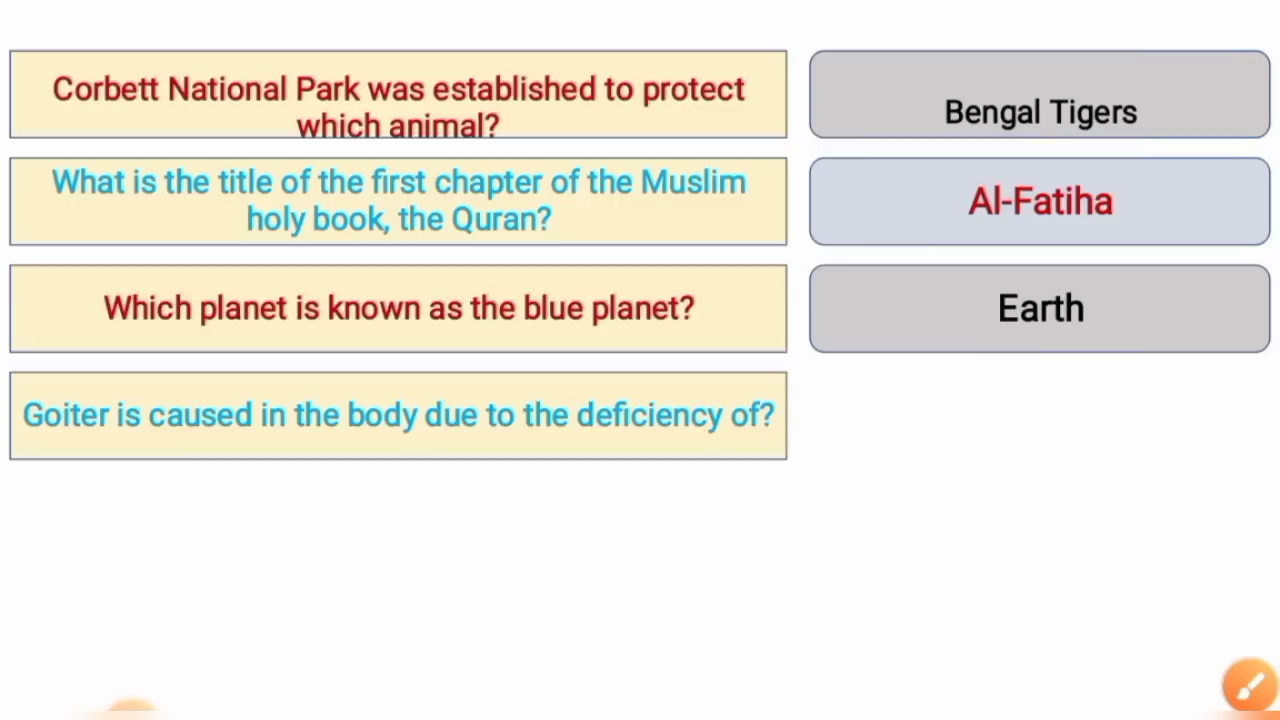 Corbett National Park was established to protect
which animal?
Bengal Tigers
What is the title of the first chapter of the Muslim
holy book, the Quran?
Al-Fatiha
Which planet is known as the blue planet?
Earth
Goiter is caused in the body due to the deficiency of?